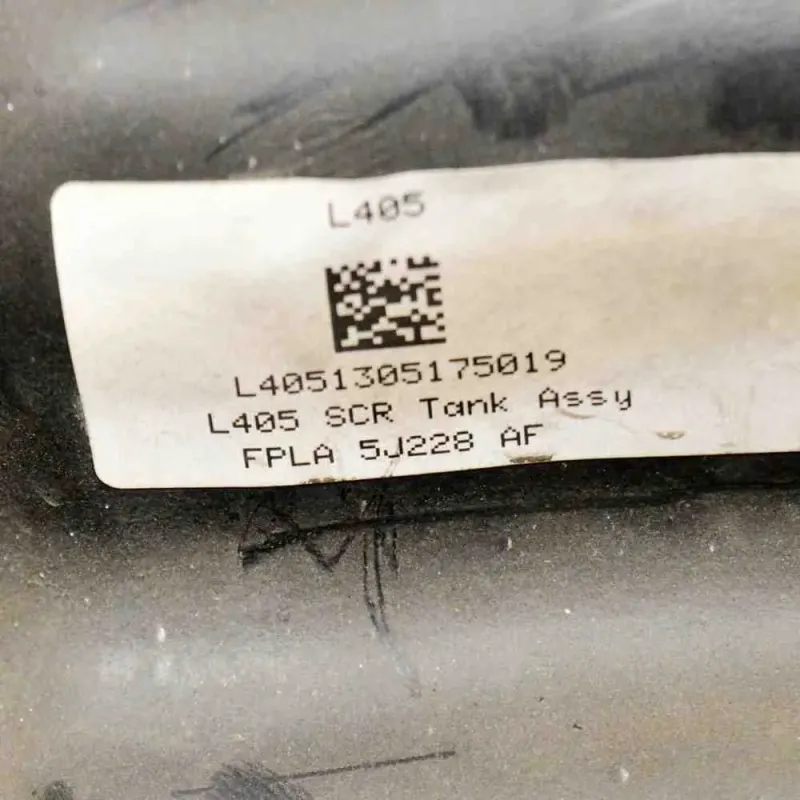 L405
L4051305175019
L405 SCR Tank Assy
FPLA 5J228 AF